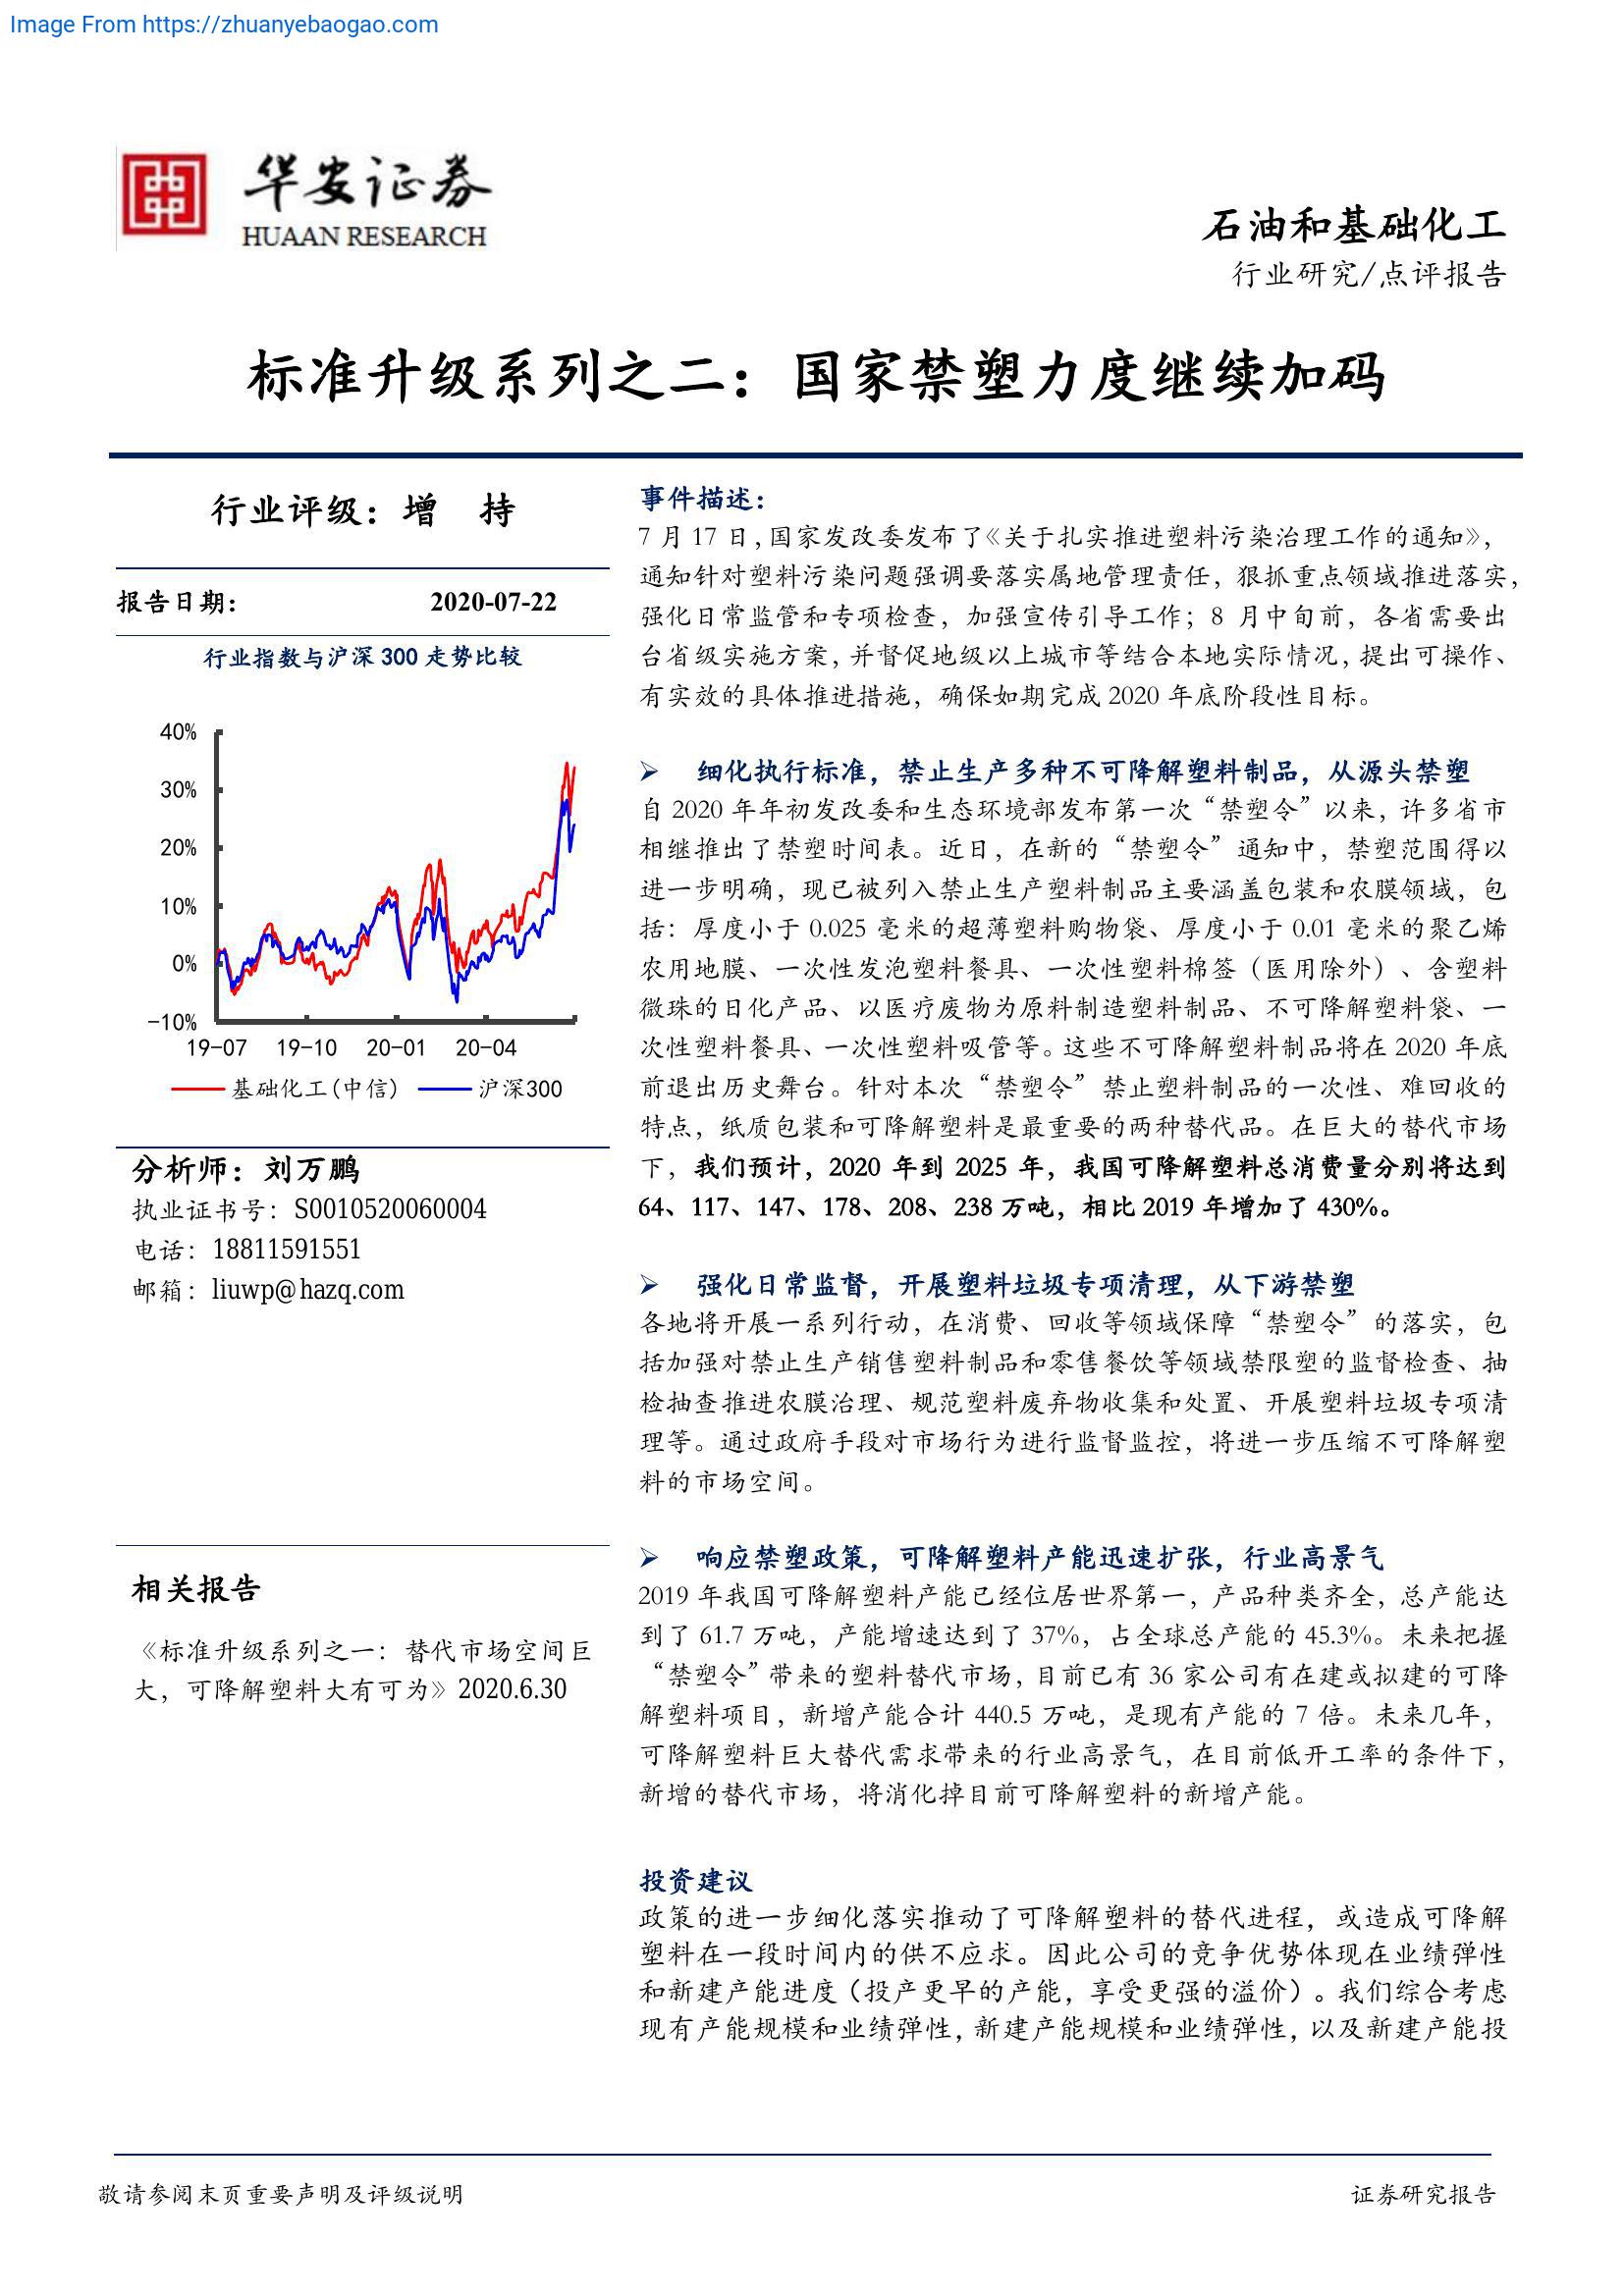 Image From https://zhuanyebaogao.com
华安证券
HUAAN RESEARCH
石油和基础化工
行业研究/点评报告
标准升级系列之二：国家禁塑力度继续加码
行业评级：增 持
报告日期： 2020-07-22
行业指数与沪深 300 走势比较
40%
30%
20%
10%
0%
-10%
19-07 19-10 20-01 20-04
基础化工(中信) 沪深300
分析师：刘万鹏
执业证书号：S0010520060004
电话：18811591551
邮箱：liuwp@hazq.com
相关报告
《标准升级系列之一：替代市场空间巨
大，可降解塑料大有可为》2020.6.30
事件描述：
7 月 17 日，国家发改委发布了《关于扎实推进塑料污染治理工作的通知》，
通知针对塑料污染问题强调要落实属地管理责任，狠抓重点领域推进落实，
强化日常监管和专项检查，加强宣传引导工作；8 月中旬前，各省需要出
台省级实施方案，并督促地级以上城市等结合本地实际情况，提出可操作、
有实效的具体推进措施，确保如期完成 2020 年底阶段性目标。
➢ 细化执行标准，禁止生产多种不可降解塑料制品，从源头禁塑
自 2020 年年初发改委和生态环境部发布第一次“禁塑令”以来，许多省市
相继推出了禁塑时间表。近日，在新的“禁塑令”通知中，禁塑范围得以
进一步明确，现已被列入禁止生产塑料制品主要涵盖包装和农膜领域，包
括：厚度小于 0.025 毫米的超薄塑料购物袋、厚度小于 0.01 毫米的聚乙烯
农用地膜、一次性发泡塑料餐具、一次性塑料棉签（医用除外）、含塑料
微珠的日化产品、以医疗废物为原料制造塑料制品、不可降解塑料袋、一
次性塑料餐具、一次性塑料吸管等。这些不可降解塑料制品将在 2020 年底
前退出历史舞台。针对本次“禁塑令”禁止塑料制品的一次性、难回收的
特点，纸质包装和可降解塑料是最重要的两种替代品。在巨大的替代市场
下，我们预计，2020 年到 2025 年，我国可降解塑料总消费量分别将达到
64、117、147、178、208、238 万吨，相比 2019 年增加了 430%。
➢ 强化日常监督，开展塑料垃圾专项清理，从下游禁塑
各地将开展一系列行动，在消费、回收等领域保障“禁塑令”的落实，包
括加强对禁止生产销售塑料制品和零售餐饮等领域禁限塑的监督检查、抽
检抽查推进农膜治理、规范塑料废弃物收集和处置、开展塑料垃圾专项清
理等。通过政府手段对市场行为进行监督监控，将进一步压缩不可降解塑
料的市场空间。
➢ 响应禁塑政策，可降解塑料产能迅速扩张，行业高景气
2019 年我国可降解塑料产能已经位居世界第一，产品种类齐全，总产能达
到了 61.7 万吨，产能增速达到了 37%，占全球总产能的 45.3%。未来把握
“禁塑令”带来的塑料替代市场，目前已有 36 家公司有在建或拟建的可降
解塑料项目，新增产能合计 440.5 万吨，是现有产能的 7 倍。未来几年，
可降解塑料巨大替代需求带来的行业高景气，在目前低开工率的条件下，
新增的替代市场，将消化掉目前可降解塑料的新增产能。
投资建议
政策的进一步细化落实推动了可降解塑料的替代进程，或造成可降解
塑料在一段时间内的供不应求。因此公司的竞争优势体现在业绩弹性
和新建产能进度（投产更早的产能，享受更强的溢价）。我们综合考虑
现有产能规模和业绩弹性，新建产能规模和业绩弹性，以及新建产能投
敬请参阅末页重要声明及评级说明 证券研究报告